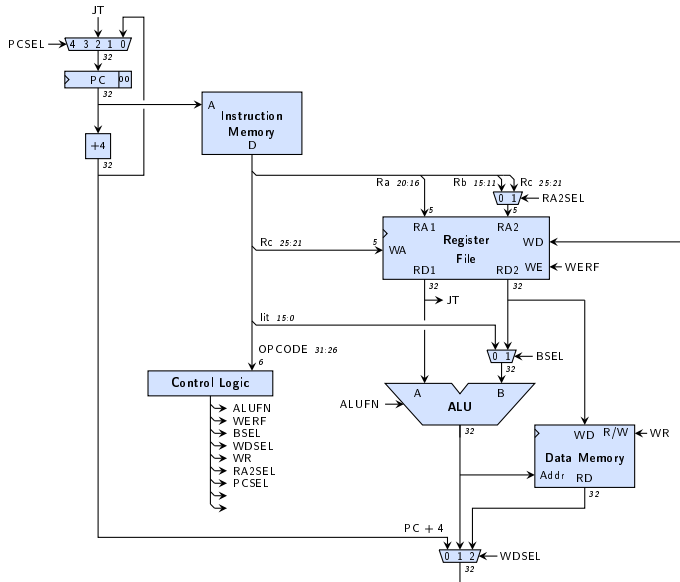 JT
PCSEL
4 3 2 1 0
32
PC 00
32
A
Instruction
Memory
D
+4
32
Ra 20:16
Rb 15:11
Rc 25:21
0 1
RA2SEL
5
5
RA1
RA2
Register
File
WD
Rc 25:21
5
WA
RD1
RD2
WE
WERF
32
32
JT
lit 15:0
OPCODE 31:26
6
0 1
BSEL
32
Control Logic
ALUFN
WERF
BSEL
WDSEL
WR
RA2SEL
PCSEL
ALUFN
A
B
ALU
32
WD
R/W
WR
Data Memory
Addr
RD
32
PC + 4
0 1 2
WDSEL
32